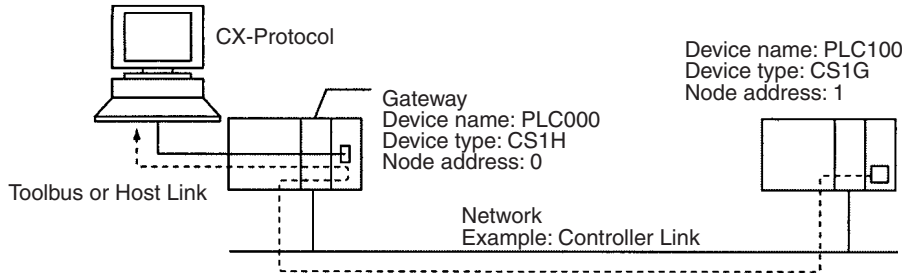 CX-Protocol
Device name: PLC100
Device type: CS1G
Node address: 1
Gateway
Device name: PLC000
Device type: CS1H
Node address: 0
Toolbus or Host Link
Network
Example: Controller Link